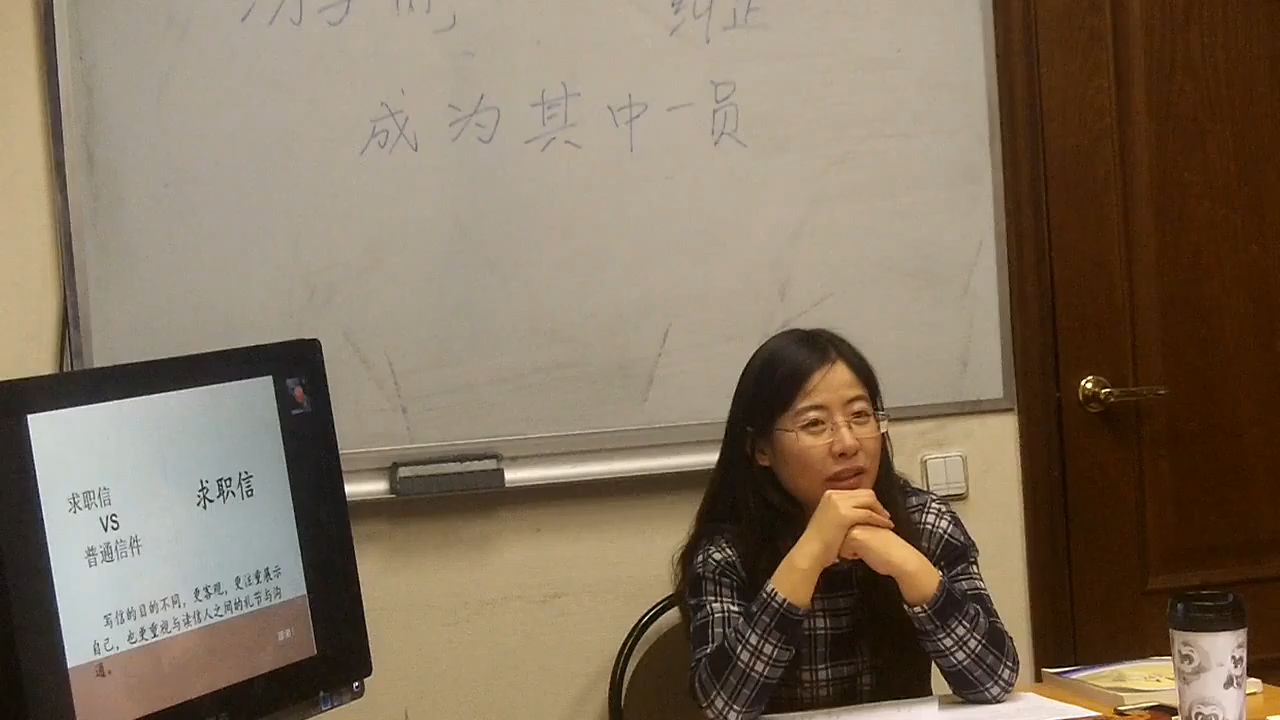 纠正
成为其中一员
求职信
VS
普通信件
求职信
写信的目的不同，更客观，更注重展示
自己，也更重视与读信人之间的礼节与沟
通。